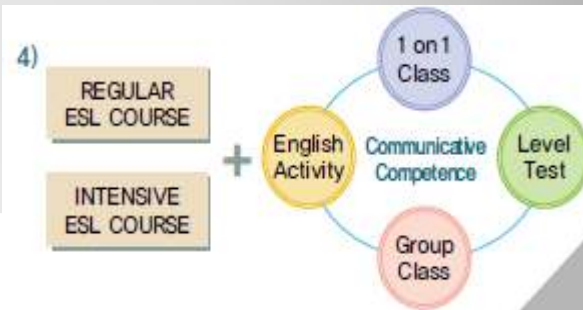 4)
REGULAR
ESL COURSE
INTENSIVE
ESL COURSE
+
1 on 1
Class
English
Activity
Communicative
Competence
Level
Test
Group
Class